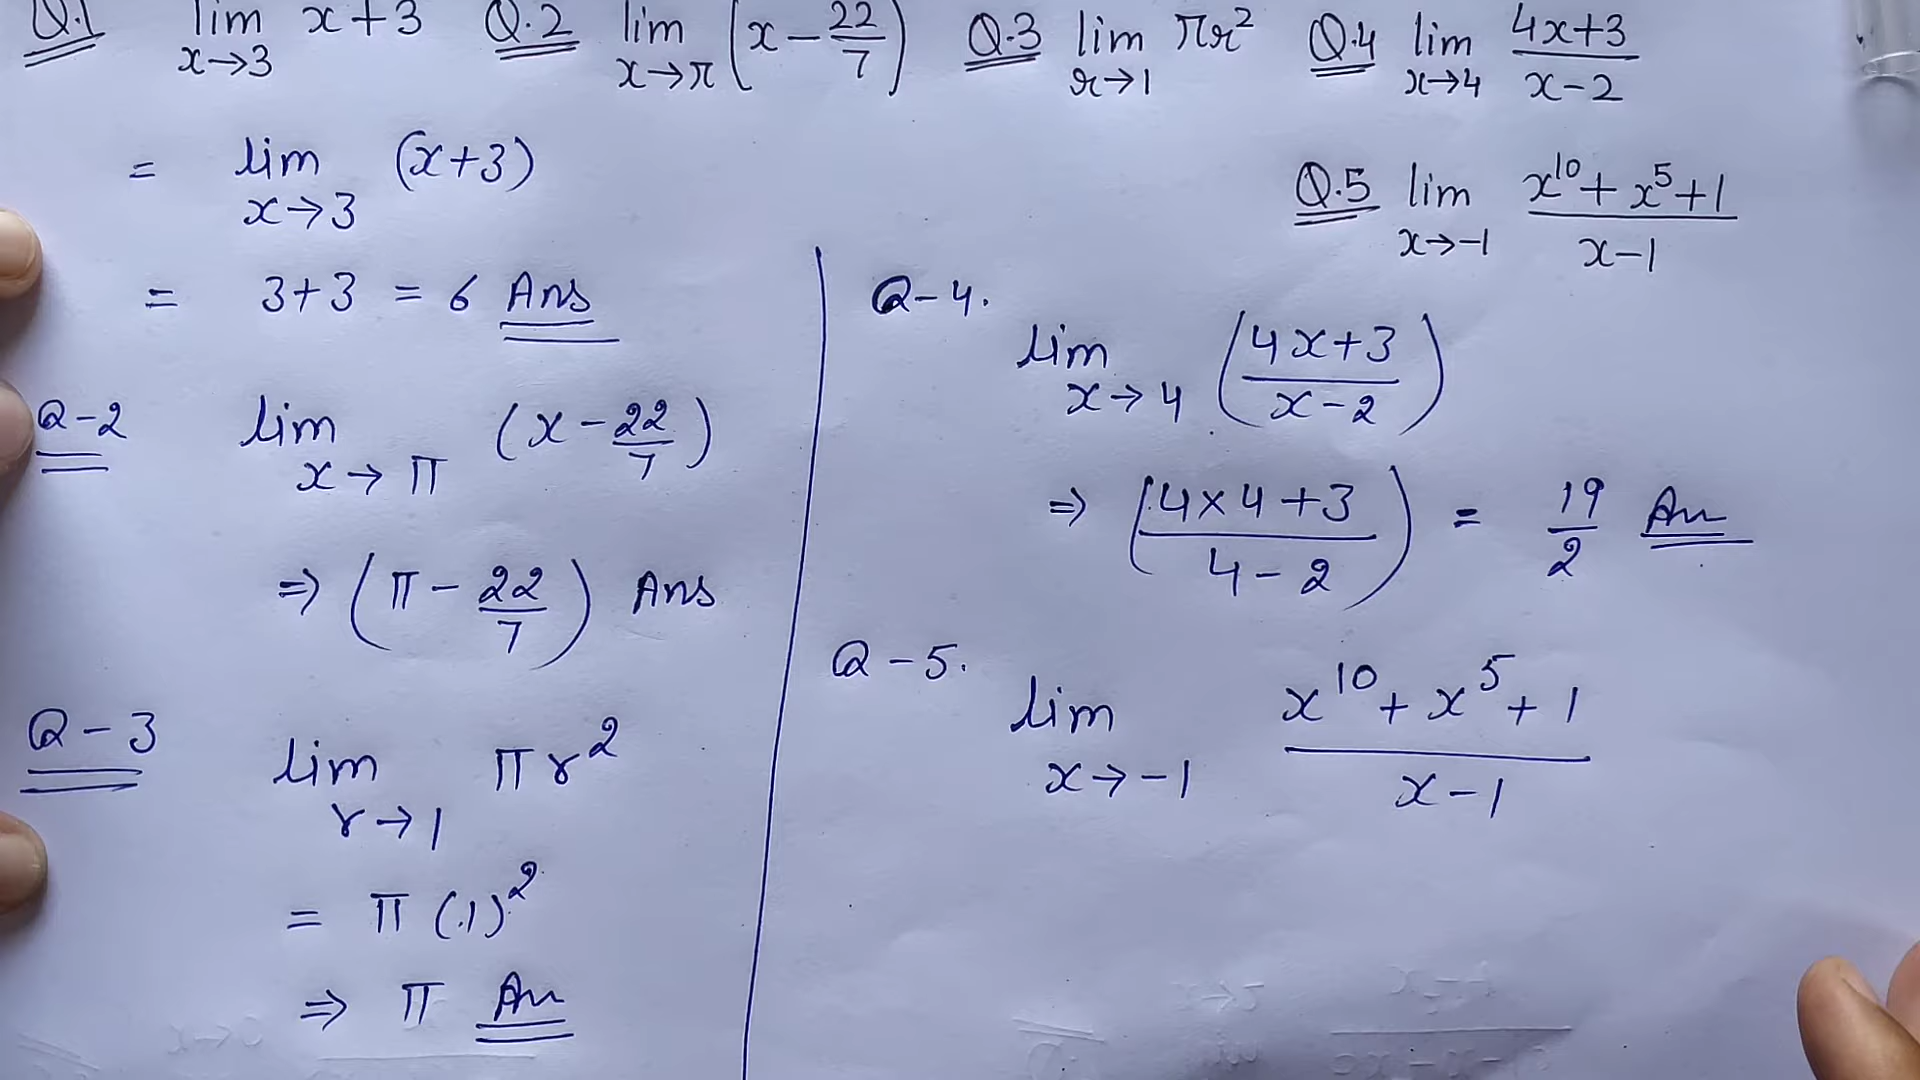 Q.1 lim x→3 x+3 Q.2 lim x→π (x − 22/7) Q.3 lim r→1 πr² Q.4 lim x→4 4x+3/x−2
= lim x→3 (x+3)
Q.5 lim x→−1 x¹⁰+x⁵+1/x−1
= 3+3 = 6 Ans
Q-2 lim x→π (x − 22/7)
⇒ (π − 22/7) Ans
Q-3 lim r→1 πr²
= π(1)²
⇒ π Ans
Q-4. lim x→4 (4x+3/x−2)
⇒ (4×4+3/4−2) = 19/2 Ans
Q-5. lim x→−1 x¹⁰+x⁵+1/x−1